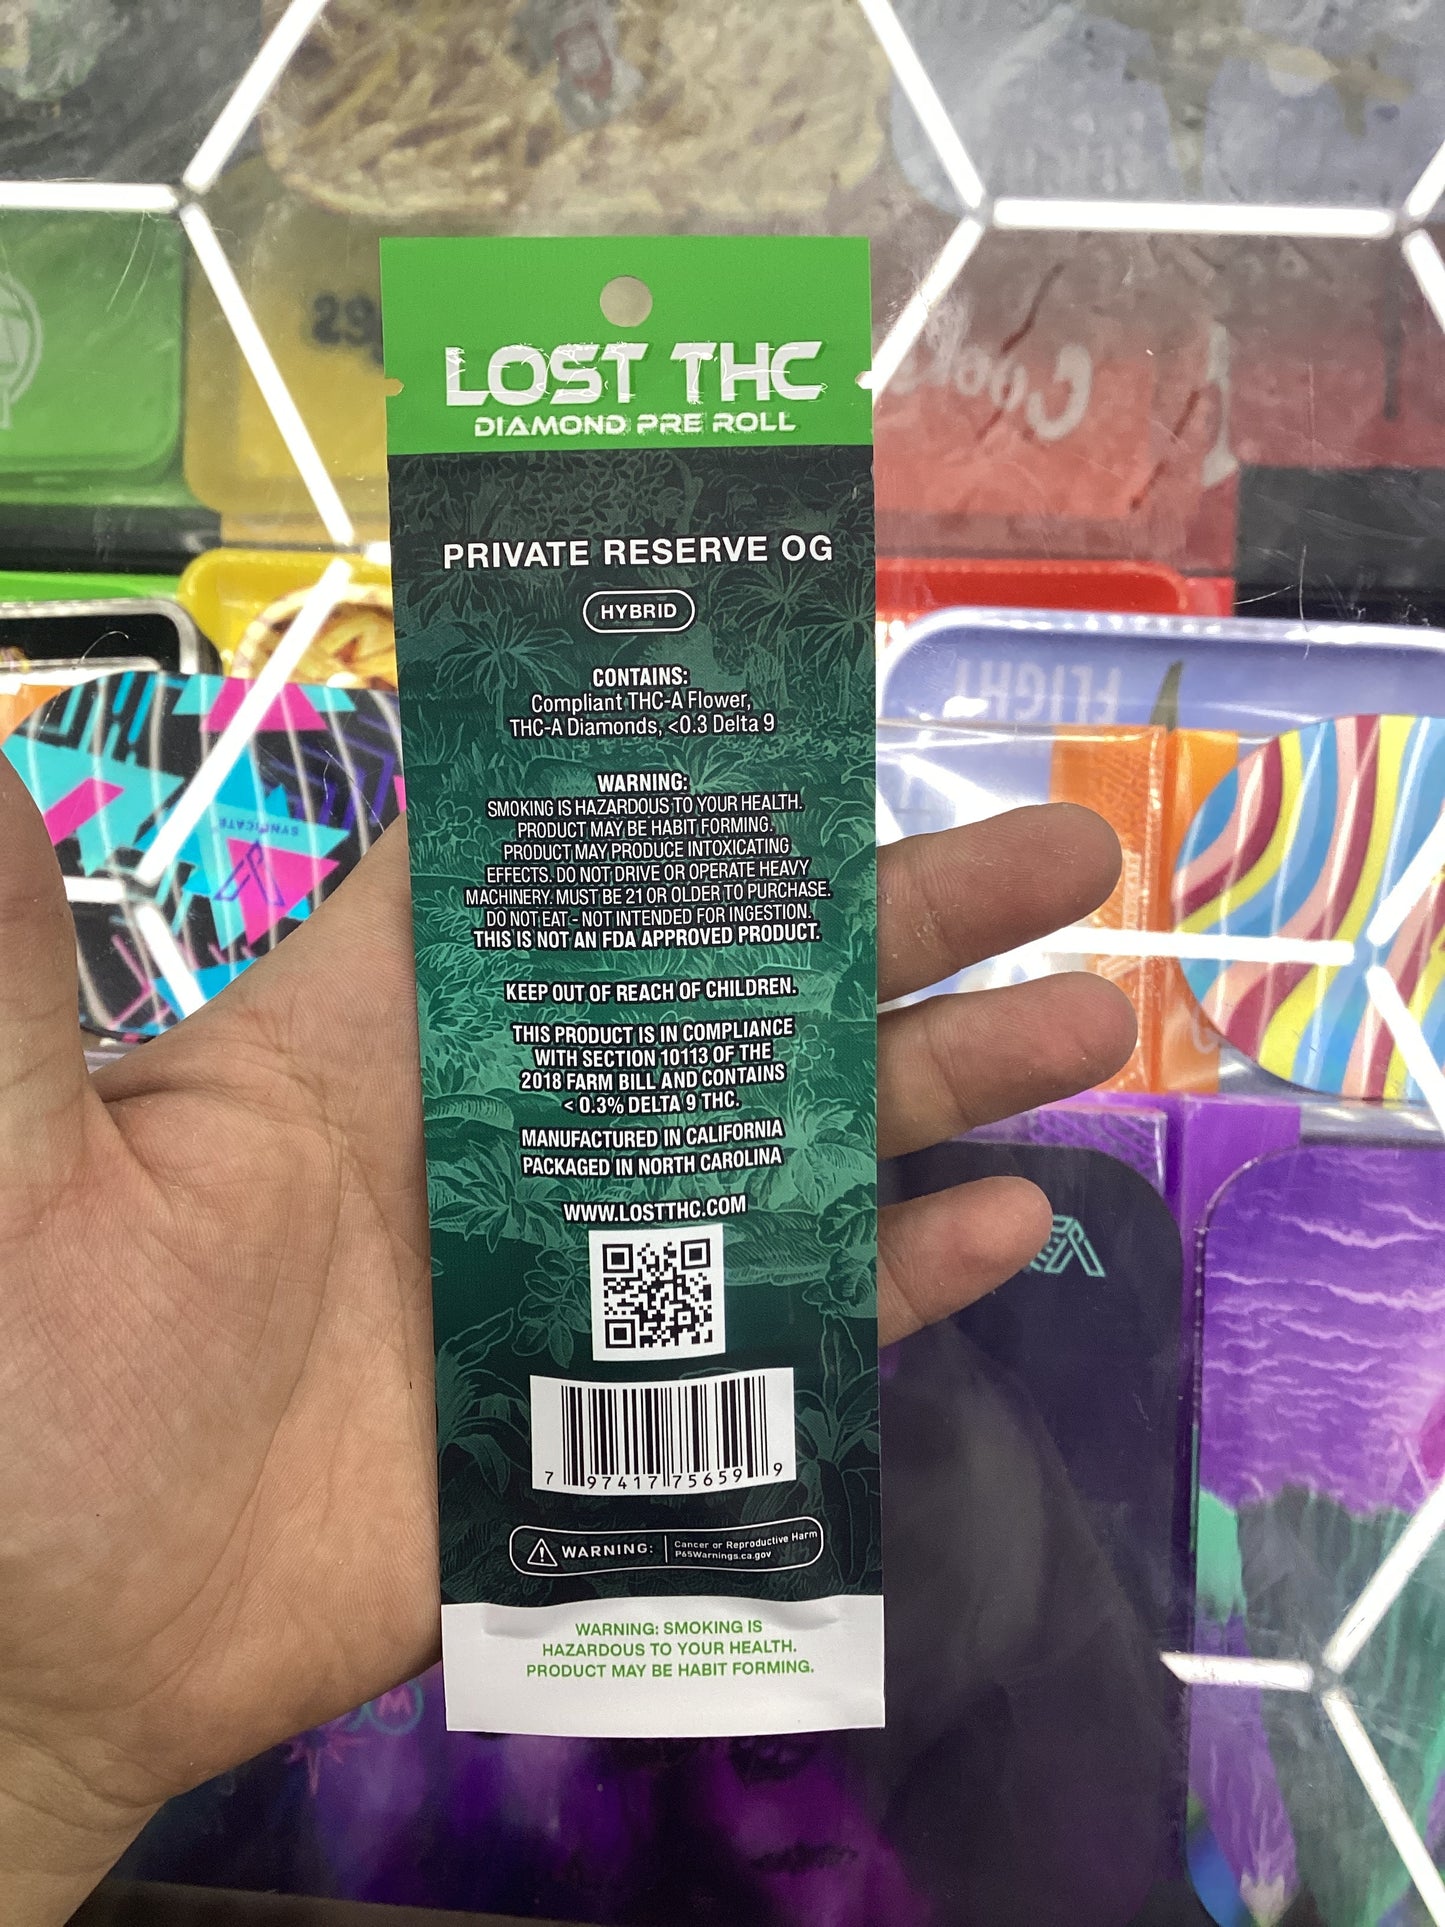 LOST THC
DIAMOND PRE ROLL
PRIVATE RESERVE OG
HYBRID
CONTAINS:
Compliant THC-A Flower,
THC-A Diamonds, <0.3 Delta 9
WARNING:
SMOKING IS HAZARDOUS TO YOUR HEALTH.
PRODUCT MAY BE HABIT FORMING.
PRODUCT MAY PRODUCE INTOXICATING
EFFECTS. DO NOT DRIVE OR OPERATE HEAVY
MACHINERY. MUST BE 21 OR OLDER TO PURCHASE.
DO NOT EAT - NOT INTENDED FOR INGESTION.
THIS IS NOT AN FDA APPROVED PRODUCT.
KEEP OUT OF REACH OF CHILDREN.
THIS PRODUCT IS IN COMPLIANCE
WITH SECTION 10113 OF THE
2018 FARM BILL AND CONTAINS
< 0.3% DELTA 9 THC.
MANUFACTURED IN CALIFORNIA
PACKAGED IN NORTH CAROLINA
WWW.LOSTTHC.COM
7 97417 75659 9
WARNING: Cancer or Reproductive Harm
P65Warnings.ca.gov
WARNING: SMOKING IS
HAZARDOUS TO YOUR HEALTH.
PRODUCT MAY BE HABIT FORMING.
FLIGHT
SYNDICATE